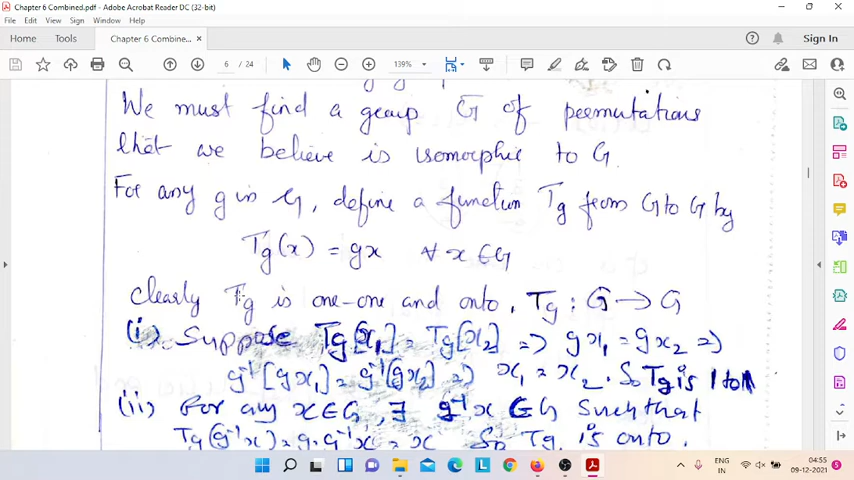 Chapter 6 Combined.pdf - Adobe Acrobat Reader DC (32-bit)
File Edit View Sign Window Help
Home Tools Chapter 6 Combine... × Sign In
6 / 24 139%
We must find a group G̅ of permutations
that we believe is isomorphic to G.
For any g in G, define a function Tg from G to G by
Tg(x) = gx ∀ x ∈ G
clearly Tg is one-one and onto, Tg : G → G
(i) Suppose Tg[x₁] = Tg[x₂] => gx₁ = gx₂ =>
g⁻¹[gx₁] = g⁻¹(gx₂] => x₁ = x₂. So Tg is 1 to 1
(ii) For any x ∈ G, ∃ g⁻¹x ∈ G such that
Tg(g⁻¹x) = g.g⁻¹x = x So Tg is onto.
ENG
IN
04:55
09-12-2021
5